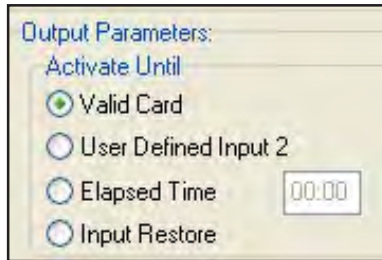 Output Parameters:
Activate Until
Valid Card
User Defined Input 2
Elapsed Time 00:00
Input Restore